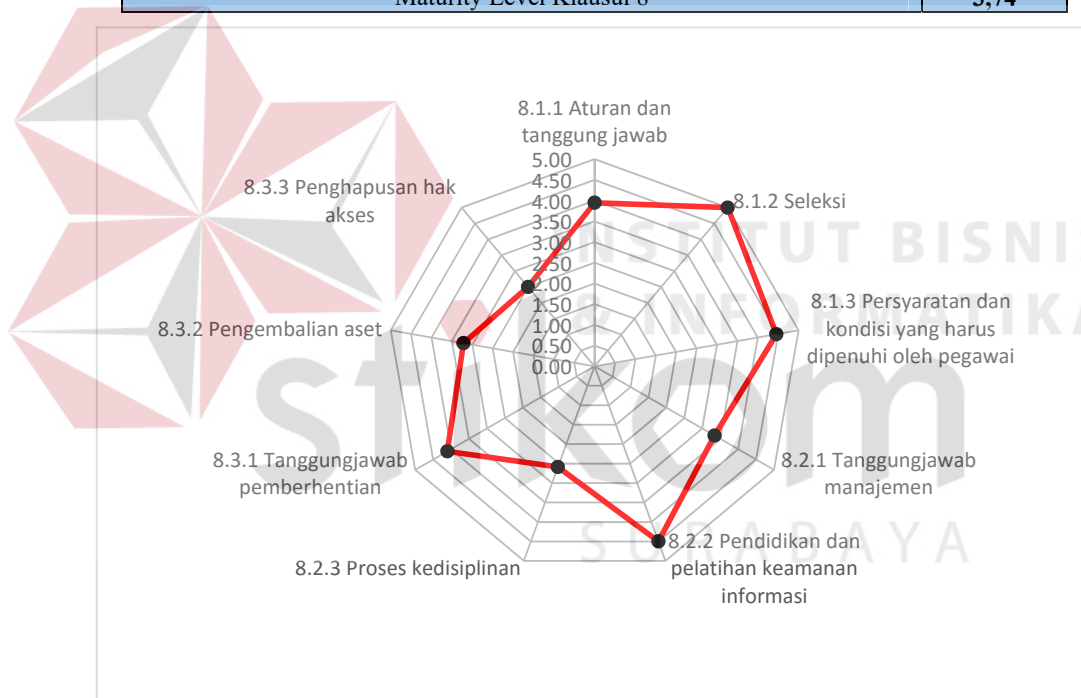 Maturity Level Klausul 8
3,74
8.1.1 Aturan dan
tanggung jawab
5.00
4.50
4.00
3.50
3.00
2.50
2.00
1.50
1.00
0.50
0.00
8.1.2 Seleksi
8.1.3 Persyaratan dan
kondisi yang harus
dipenuhi oleh pegawai
8.2.1 Tanggungjawab
manajemen
8.2.2 Pendidikan dan
pelatihan keamanan
informasi
8.2.3 Proses kedisiplinan
8.3.1 Tanggungjawab
pemberhentian
8.3.2 Pengembalian aset
8.3.3 Penghapusan hak
akses
INSTITUT BISNIS
& INFORMATIKA
stikom
SURABAYA